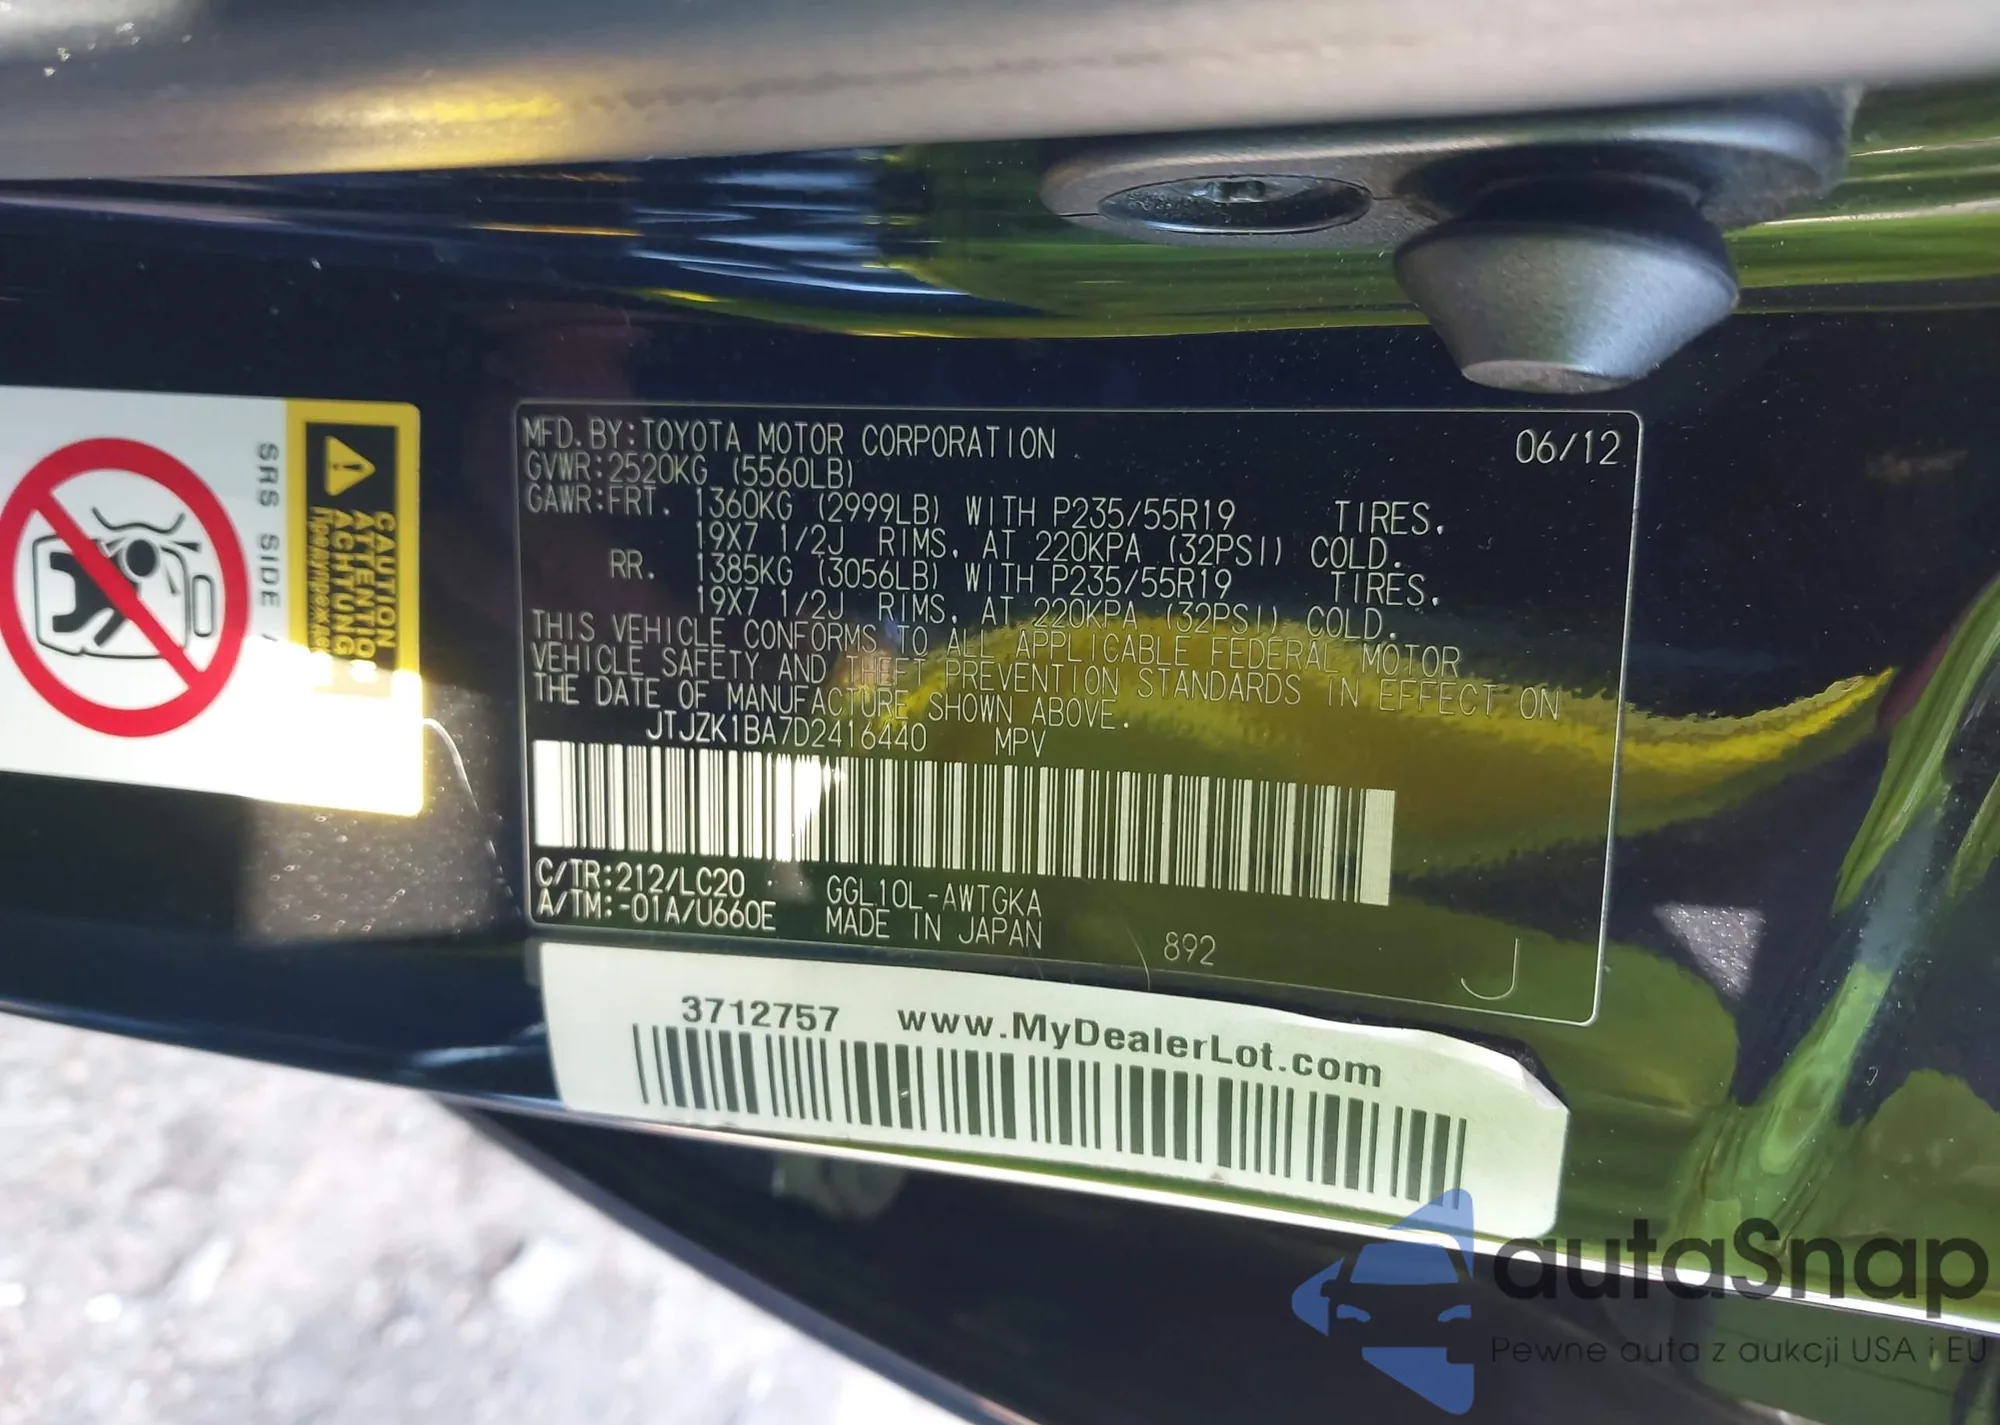 MFD. BY:TOYOTA MOTOR CORPORATION 06/12
GVWR:2520KG (5560LB)
GAWR:FRT. 1360KG (2999LB) WITH P235/55R19 TIRES.
19X7 1/2J RIMS. AT 220KPA (32PSI) COLD.
RR. 1385KG (3056LB) WITH P235/55R19 TIRES.
19X7 1/2J RIMS. AT 220KPA (32PSI) COLD.
THIS VEHICLE CONFORMS TO ALL APPLICABLE FEDERAL MOTOR
VEHICLE SAFETY AND THEFT PREVENTION STANDARDS IN EFFECT ON
THE DATE OF MANUFACTURE SHOWN ABOVE.
JTJZK1BA7D2416440 MPV
C/TR:212/LC20 GGL10L-AWTGKA
A/TM:-01A/U660E MADE IN JAPAN 892 J
3712757 www.MyDealerLot.com
SRS SIDE
CAUTION
ATTENTION
ACHTUNG
autaSnap
Pewne auta z aukcji USA i EU